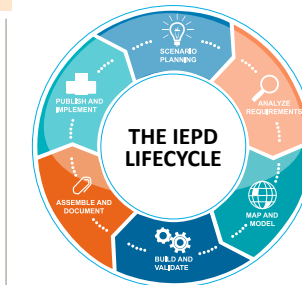 SCENARIO
PLANNING
ANALYZE
REQUIREMENTS
MAP AND
MODEL
BUILD AND
VALIDATE
ASSEMBLE AND
DOCUMENT
PUBLISH AND
IMPLEMENT
THE IEPD
LIFECYCLE